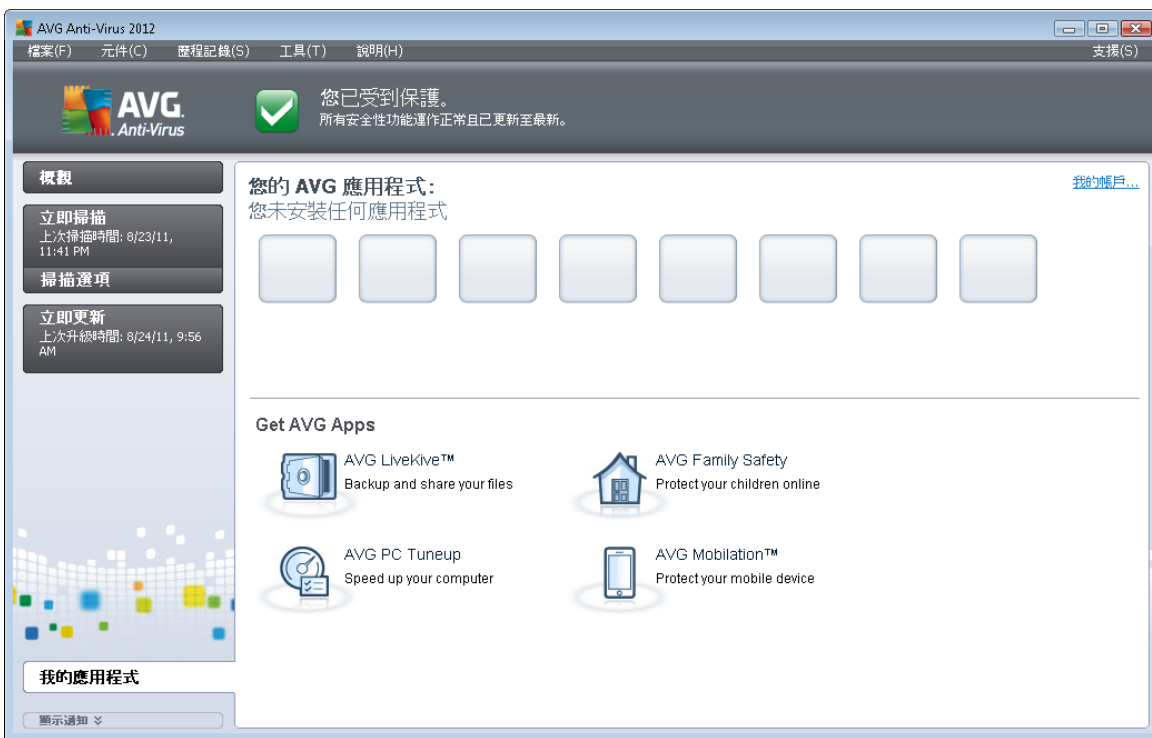 AVG Anti-Virus 2012
檔案(F) 元件(C) 歷程記錄(S) 工具(T) 說明(H) 支援(S)
AVG.
Anti-Virus
您已受到保護。
所有安全性功能運作正常且已更新至最新。
概觀
立即掃描
上次掃描時間: 8/23/11,
11:41 PM
掃描選項
立即更新
上次升級時間: 8/24/11, 9:56
AM
我的應用程式
顯示通知
您的 AVG 應用程式:
我的帳戶...
您未安裝任何應用程式
Get AVG Apps
AVG LiveKive™
Backup and share your files
AVG Family Safety
Protect your children online
AVG PC Tuneup
Speed up your computer
AVG Mobilation™
Protect your mobile device